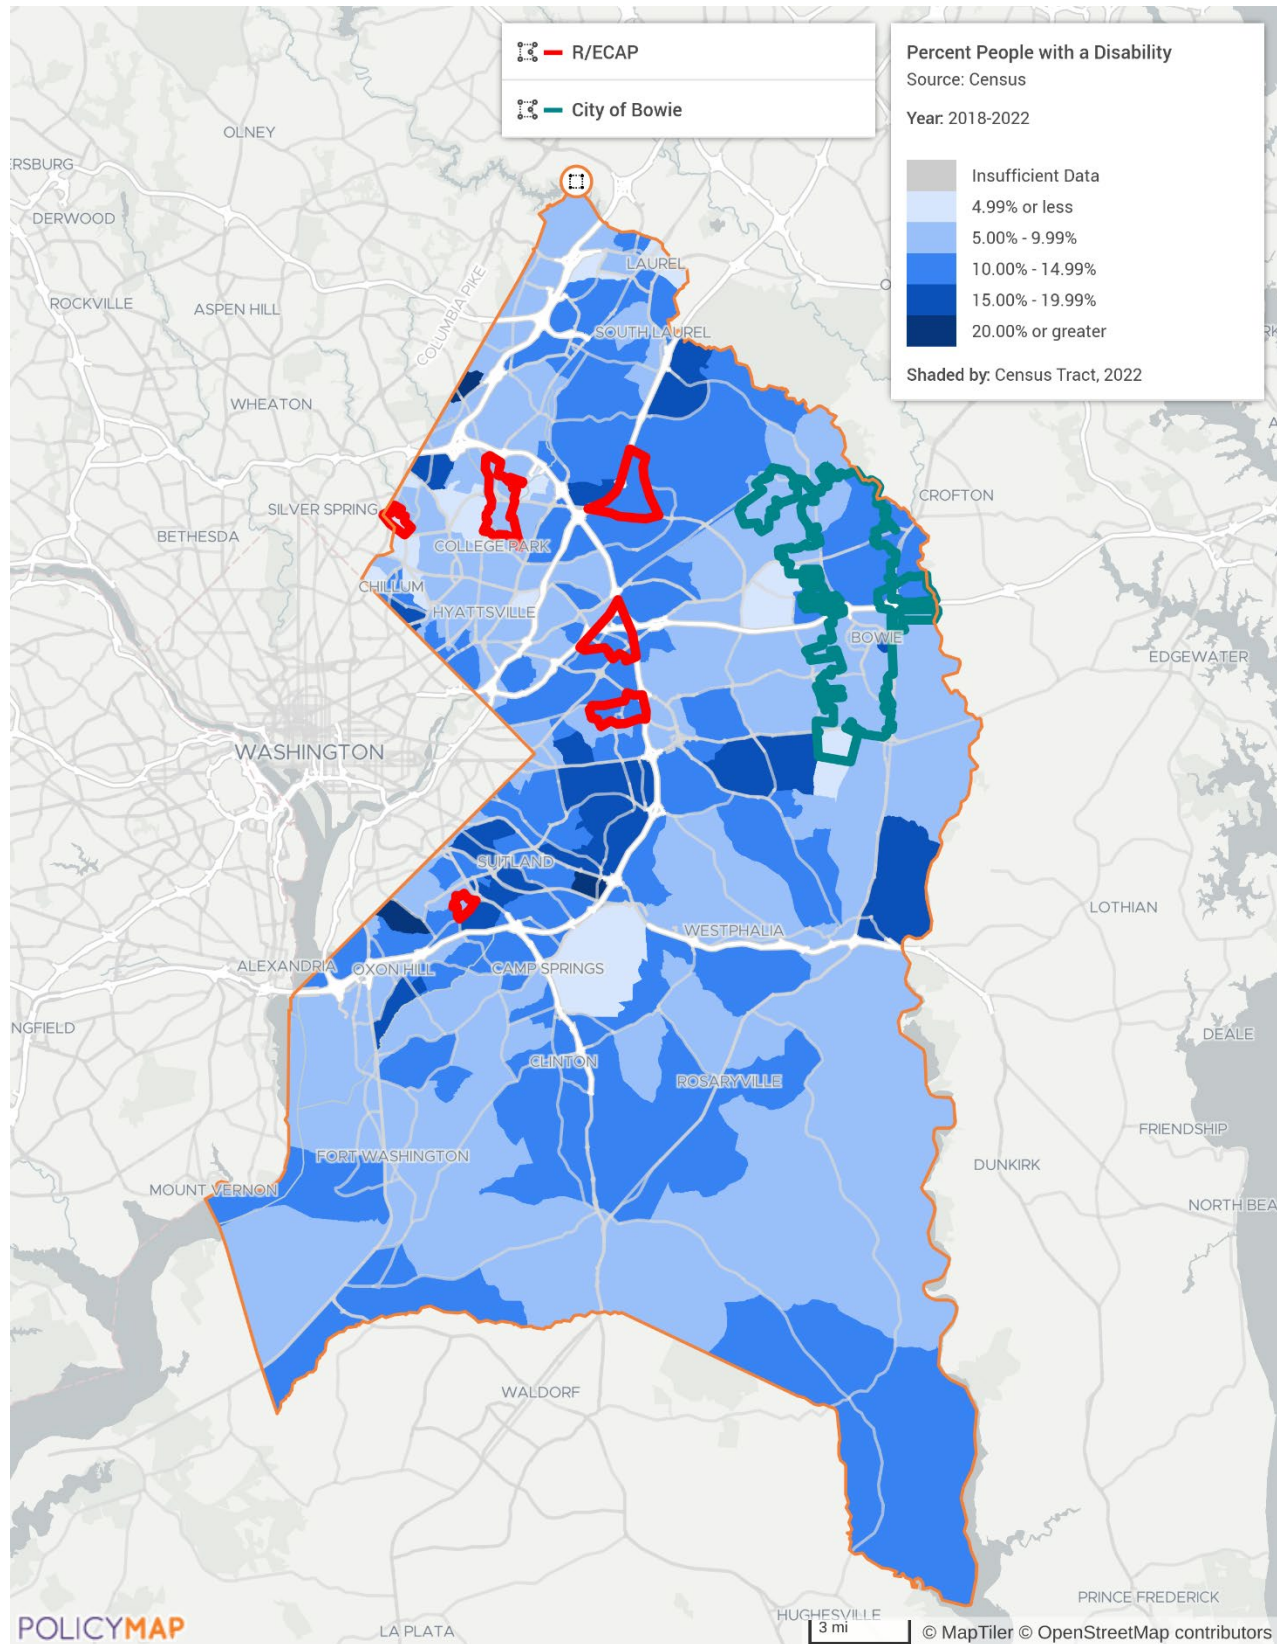 R/ECAP
City of Bowie
Percent People with a Disability
Source: Census
Year: 2018-2022
Insufficient Data
4.99% or less
5.00% - 9.99%
10.00% - 14.99%
15.00% - 19.99%
20.00% or greater
Shaded by: Census Tract, 2022
OLNEY
ERSBURG
DERWOOD
LAUREL
COLUMBIA PIKE
ROCKVILLE
ASPEN HILL
SOUTH LAUREL
WHEATON
CROFTON
SILVER SPRING
BETHESDA
COLLEGE PARK
CHILLUM
HYATTSVILLE
BOWIE
EDGEWATER
WASHINGTON
SUITLAND
LOTHIAN
WESTPHALIA
ALEXANDRIA
OXON HILL
CAMP SPRINGS
NGFIELD
DEALE
CLINTON
ROSARYVILLE
FRIENDSHIP
FORT WASHINGTON
DUNKIRK
MOUNT VERNON
NORTH BEA
WALDORF
PRINCE FREDERICK
HUGHESVILLE
POLICYMAP
LA PLATA
3 mi
© MapTiler © OpenStreetMap contributors